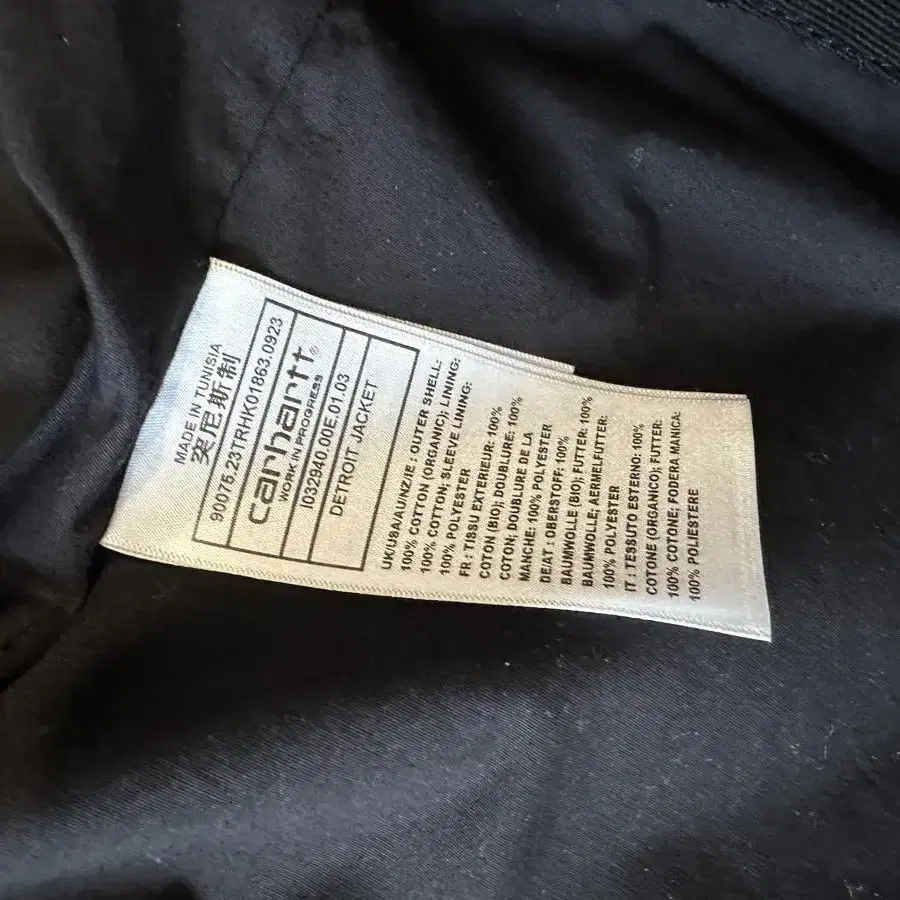 MADE IN TUNISIA
突尼斯制
90075.23TRHK01863.0923
carhartt®
WORK IN PROGRESS
I032940.00E.01.03
DETROIT JACKET
UK/USA/AU/NZ/IE : OUTER SHELL:
100% COTTON (ORGANIC); LINING:
100% COTTON; SLEEVE LINING:
100% POLYESTER
FR : TISSU EXTERIEUR: 100%
COTON (BIO); DOUBLURE: 100%
COTON; DOUBLURE DE LA
MANCHE: 100% POLYESTER
DE/AT : OBERSTOFF: 100%
BAUMWOLLE (BIO); FUTTER: 100%
BAUMWOLLE; AERMELFUTTER:
100% POLYESTER
IT : TESSUTO ESTERNO: 100%
COTONE (ORGANICO); FUTTER:
100% COTONE; FODERA MANICA:
100% POLIESTERE